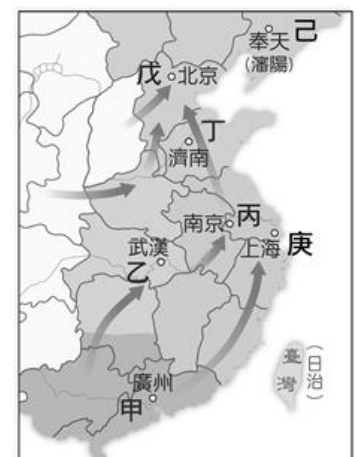 己
奉天
(瀋陽)
戊 北京
丁
濟南
南京 丙
上海 庚
武漢
乙
廣州
甲
臺灣
(日治)